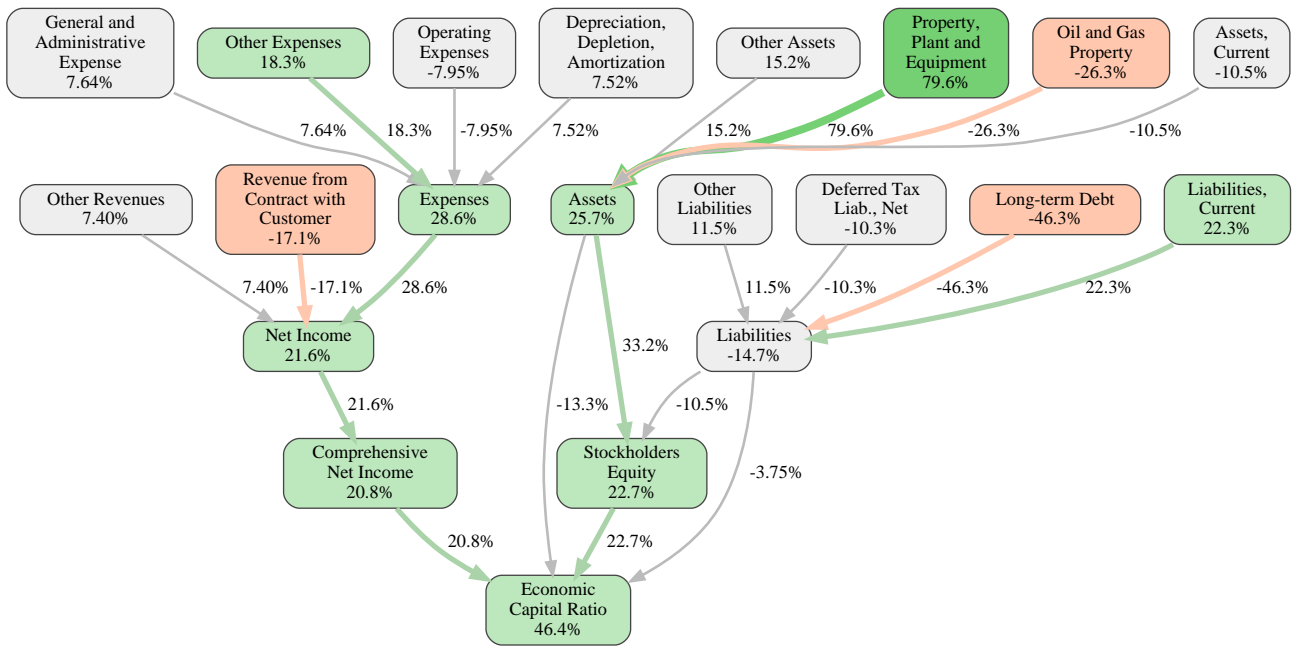 General and
Administrative
Expense
7.64%
Other Expenses
18.3%
Operating
Expenses
-7.95%
Depreciation,
Depletion,
Amortization
7.52%
Other Assets
15.2%
Property,
Plant and
Equipment
79.6%
Oil and Gas
Property
-26.3%
Assets,
Current
-10.5%
7.64%
18.3%
-7.95%
7.52%
15.2%
79.6%
-26.3%
-10.5%
Other Revenues
7.40%
Revenue from
Contract with
Customer
-17.1%
Expenses
28.6%
Assets
25.7%
Other
Liabilities
11.5%
Deferred Tax
Liab., Net
-10.3%
Long-term Debt
-46.3%
Liabilities,
Current
22.3%
7.40%
-17.1%
28.6%
11.5%
-10.3%
-46.3%
22.3%
Net Income
21.6%
33.2%
Liabilities
-14.7%
21.6%
-13.3%
-10.5%
Comprehensive
Net Income
20.8%
Stockholders
Equity
22.7%
-3.75%
20.8%
22.7%
Economic
Capital Ratio
46.4%